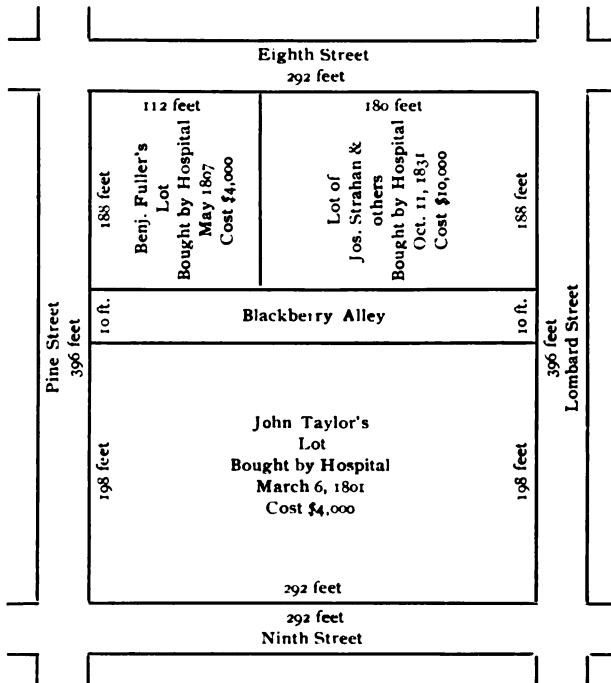 Eighth Street
292 feet
112 feet
180 feet
188 feet
Benj. Fuller's
Lot
Bought by Hospital
May 1807
Cost $4,000
Lot of
Jos. Strahan &
others
Bought by Hospital
Oct. 11, 1831
Cost $10,000
188 feet
10 ft.
Blackberry Alley
10 ft.
Pine Street
396 feet
396 feet
Lombard Street
198 feet
John Taylor's
Lot
Bought by Hospital
March 6, 1801
Cost $4,000
198 feet
292 feet
292 feet
Ninth Street